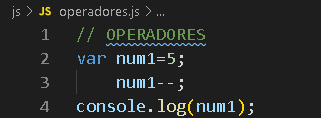 js > JS operadores.js > ...
1 // OPERADORES
2 var num1=5;
3 num1--;
4 console.log(num1);